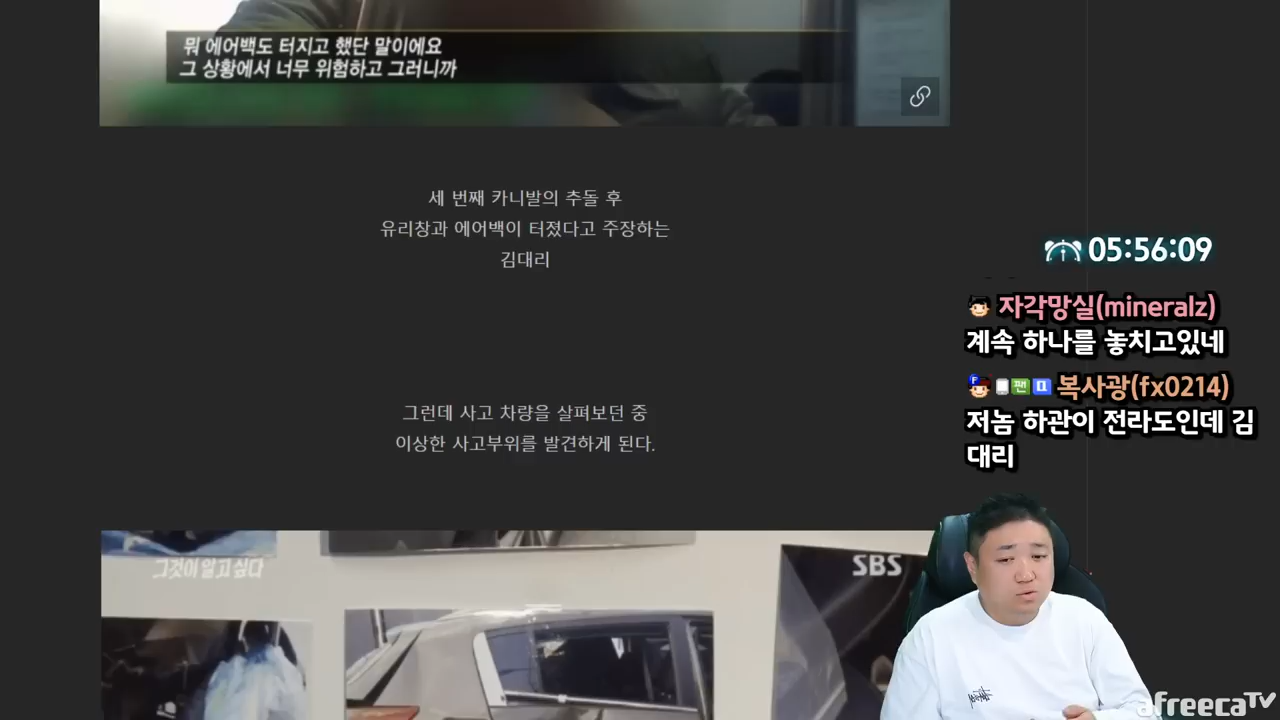 뭐 에어백도 터지고 했단 말이에요
그 상황에서 너무 위험하고 그러니까
세 번째 카니발의 추돌 후
유리창과 에어백이 터졌다고 주장하는
김대리
05:56:09
자각망실(mineralz)
계속 하나를 놓치고있네
팬 복사광(fx0214)
저놈 하관이 전라도인데 김
대리
그런데 사고 차량을 살펴보던 중
이상한 사고부위를 발견하게 된다.
그것이 알고 싶다
SBS
afreecaTV